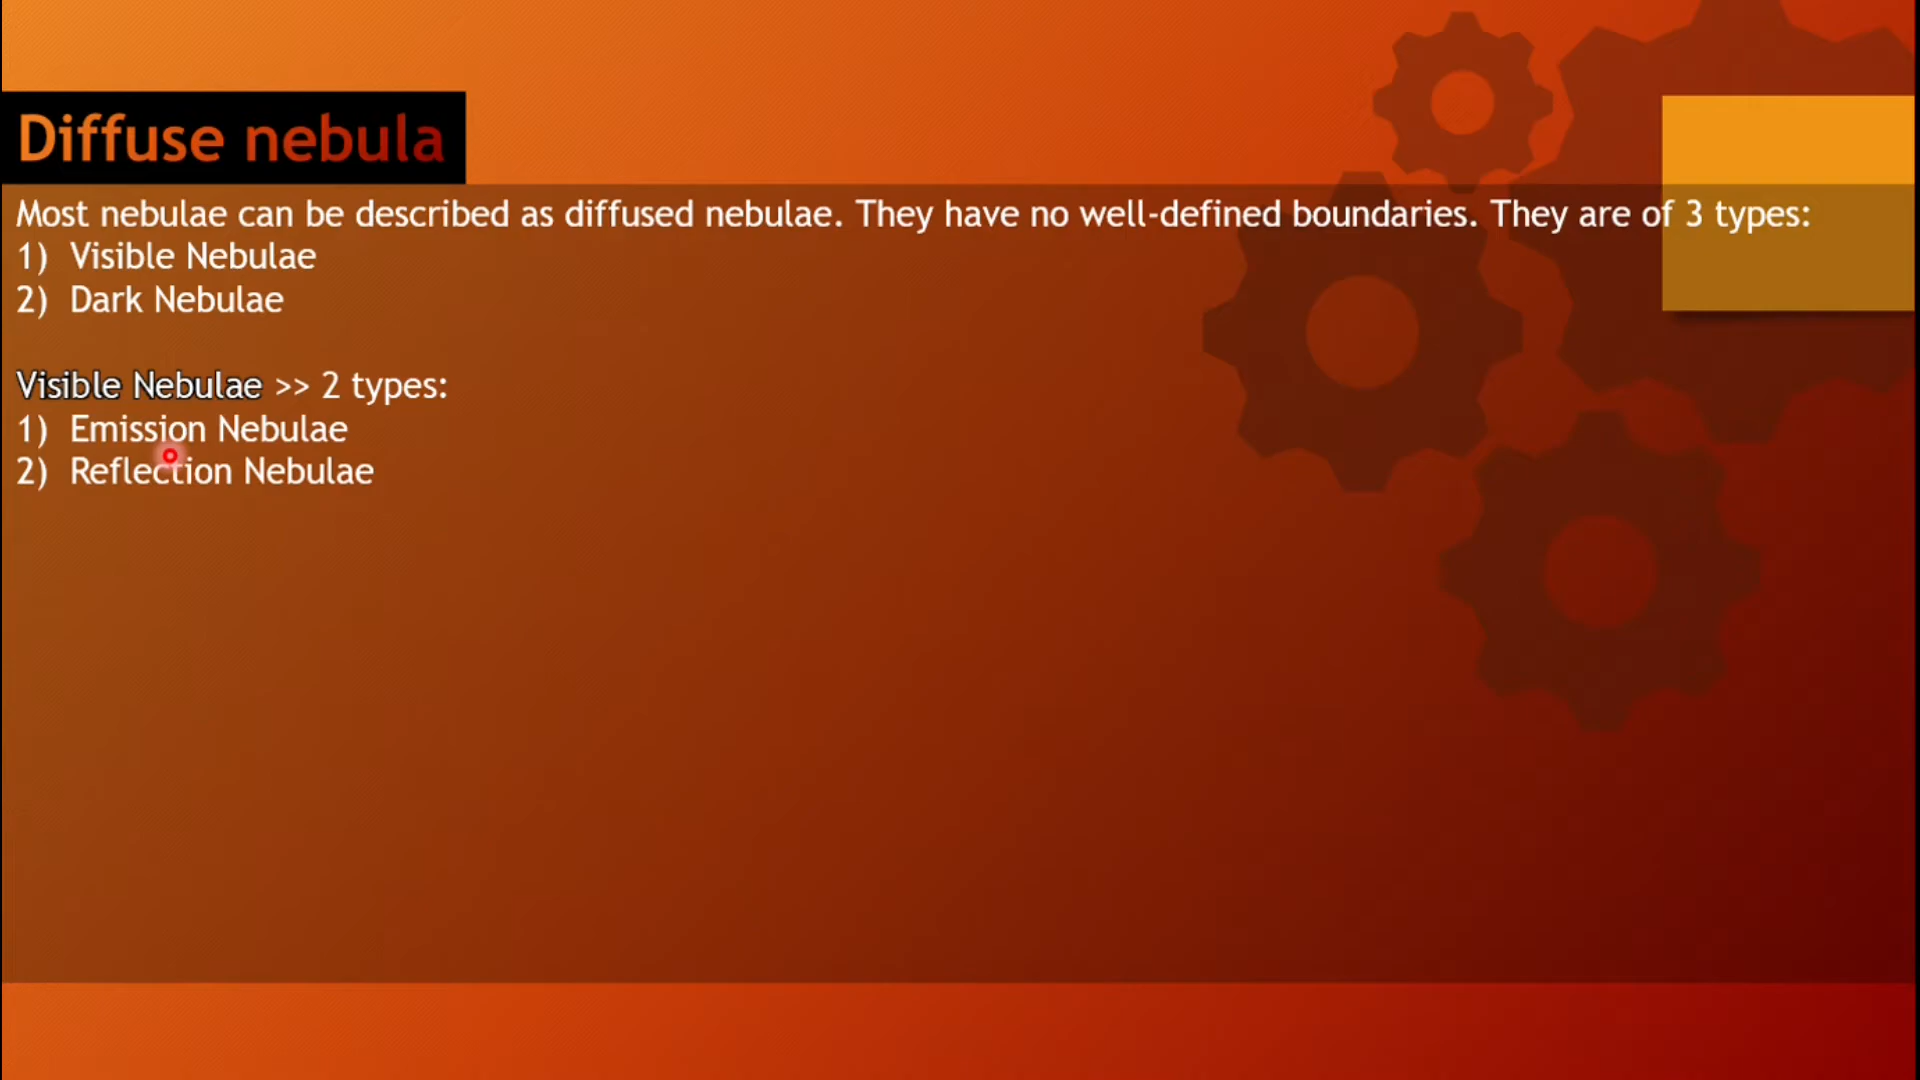 Diffuse nebula
Most nebulae can be described as diffused nebulae. They have no well-defined boundaries. They are of 3 types:
1) Visible Nebulae
2) Dark Nebulae
Visible Nebulae >> 2 types:
1) Emission Nebulae
2) Reflection Nebulae